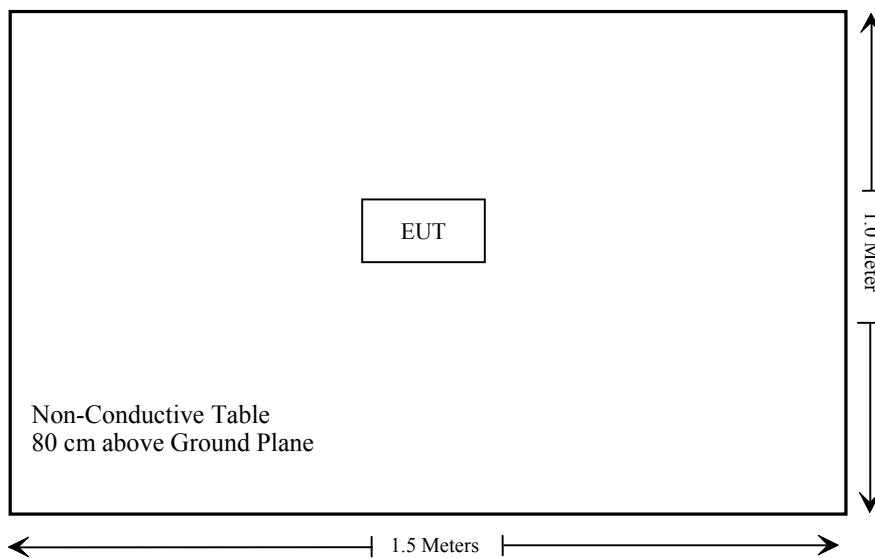 EUT
1.0 Meter
Non-Conductive Table
80 cm above Ground Plane
1.5 Meters